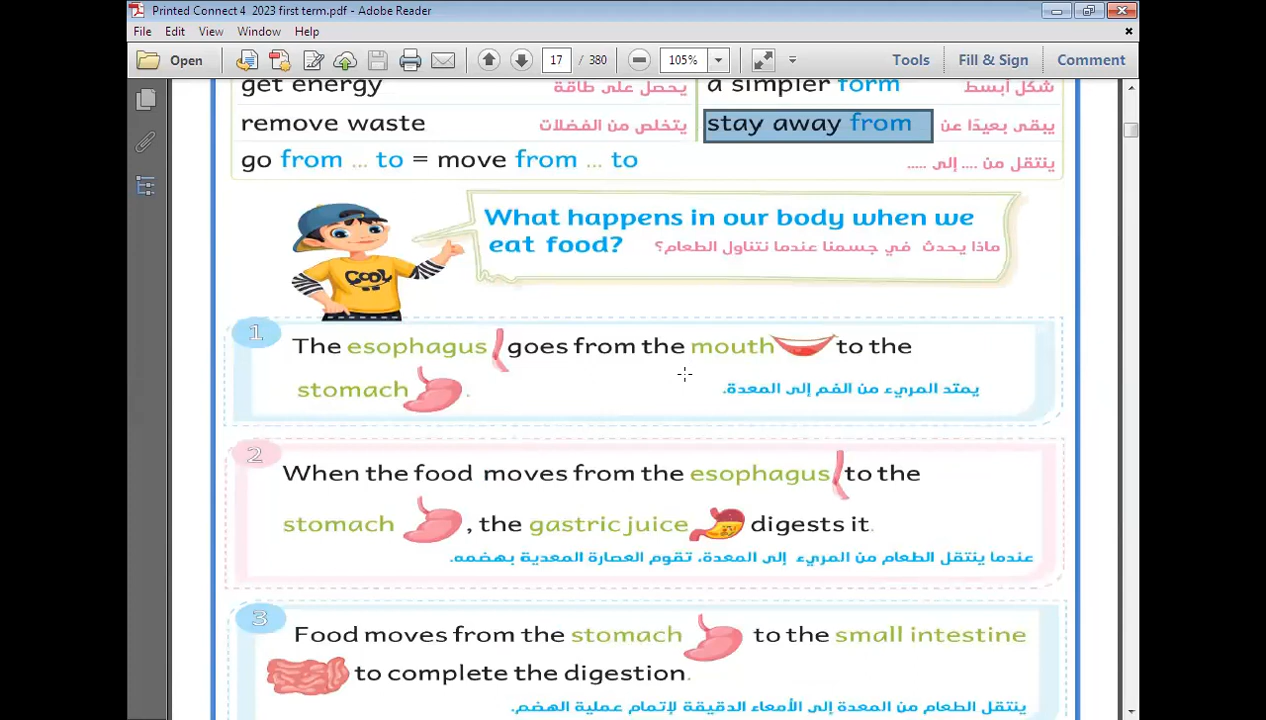 Printed Connect 4 2023 first term.pdf - Adobe Reader
File Edit View Window Help
Open 17 / 380 105% Tools Fill & Sign Comment
get energy يحصل على طاقة a simpler form شكل أبسط
remove waste يتخلص من الفضلات stay away from يبقى بعيدًا عن
go from ... to = move from ... to ينتقل من .... إلى .....
What happens in our body when we
eat food? ماذا يحدث في جسمنا عندما نتناول الطعام؟
COOL
1
The esophagus goes from the mouth to the
stomach . يمتد المريء من الفم إلى المعدة.
2
When the food moves from the esophagus to the
stomach , the gastric juice digests it.
عندما ينتقل الطعام من المريء إلى المعدة، تقوم العصارة المعدية بهضمه.
3
Food moves from the stomach to the small intestine
to complete the digestion.
ينتقل الطعام من المعدة إلى الأمعاء الدقيقة لإتمام عملية الهضم.